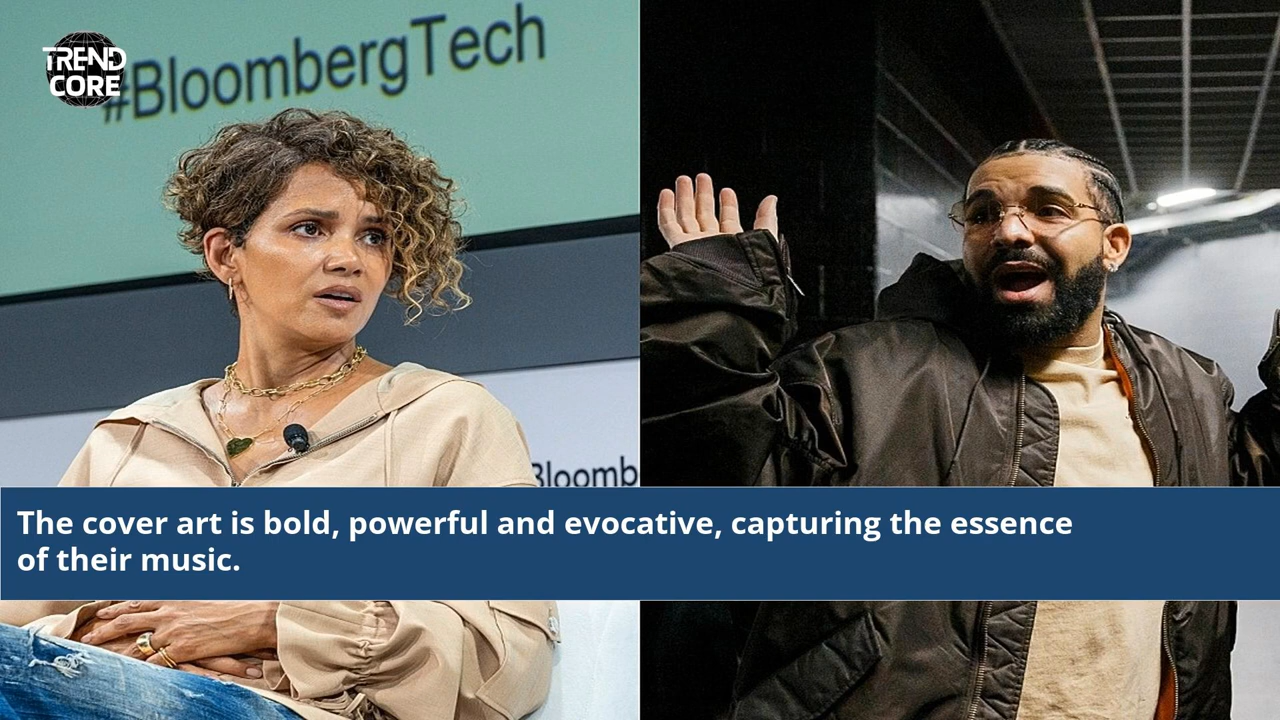 TREND
CORE
#BloombergTech
Bloomb
The cover art is bold, powerful and evocative, capturing the essence
of their music.